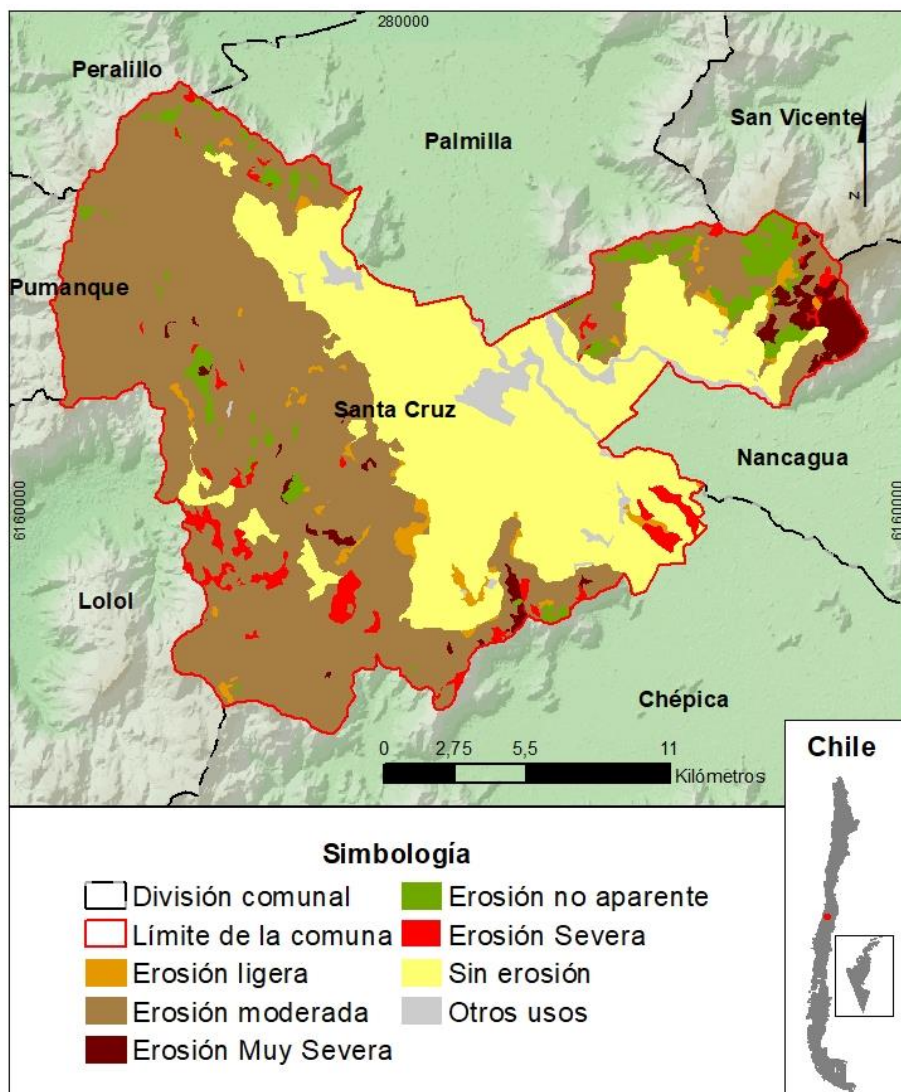 280000
Peralillo
San Vicente
Palmilla
N
Pumanque
Santa Cruz
Nancagua
6160000
6160000
Lolol
Chépica
0 2,75 5,5 11
Kilómetros
Chile
Simbología
División comunal
Límite de la comuna
Erosión ligera
Erosión moderada
Erosión Muy Severa
Erosión no aparente
Erosión Severa
Sin erosión
Otros usos